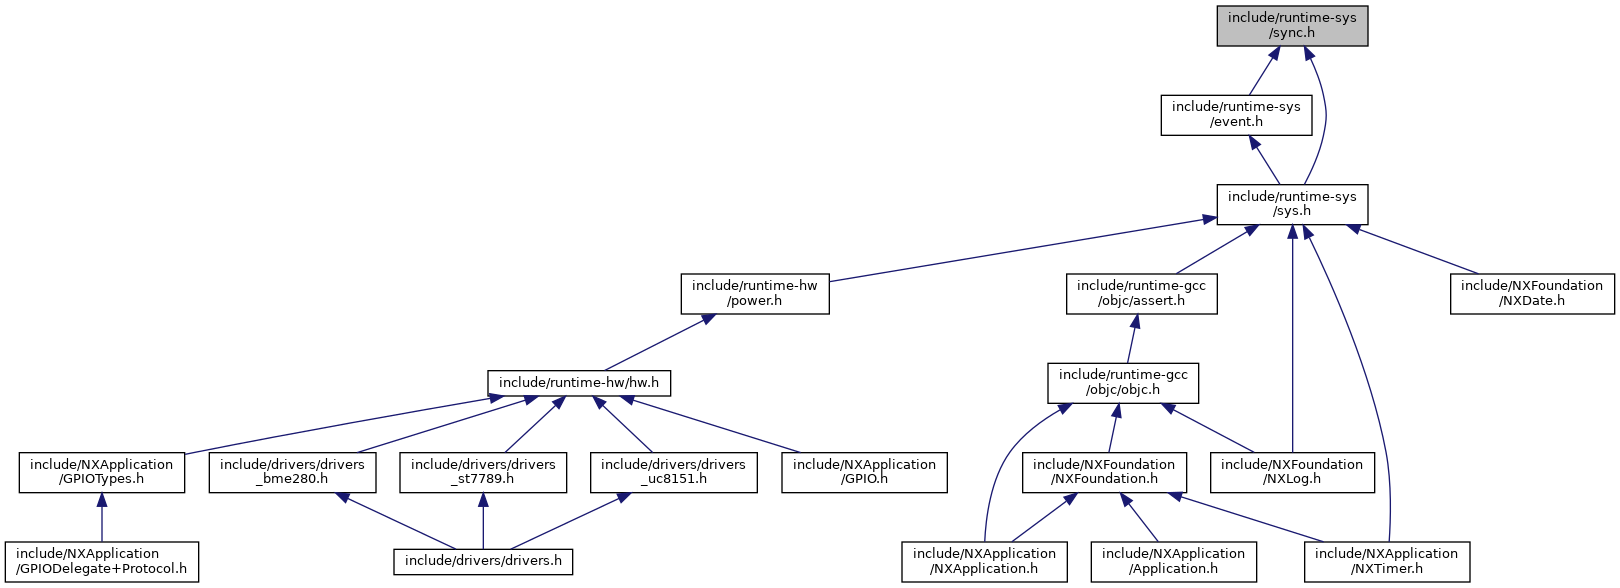 include/runtime-sys
/sync.h
include/runtime-sys
/event.h
include/runtime-sys
/sys.h
include/runtime-hw
/power.h
include/runtime-gcc
/objc/assert.h
include/NXFoundation
/NXDate.h
include/runtime-hw/hw.h
include/runtime-gcc
/objc/objc.h
include/NXApplication
/GPIOTypes.h
include/drivers/drivers
_bme280.h
include/drivers/drivers
_st7789.h
include/drivers/drivers
_uc8151.h
include/NXApplication
/GPIO.h
include/NXFoundation
/NXFoundation.h
include/NXFoundation
/NXLog.h
include/NXApplication
/GPIODelegate+Protocol.h
include/drivers/drivers.h
include/NXApplication
/NXApplication.h
include/NXApplication
/Application.h
include/NXApplication
/NXTimer.h